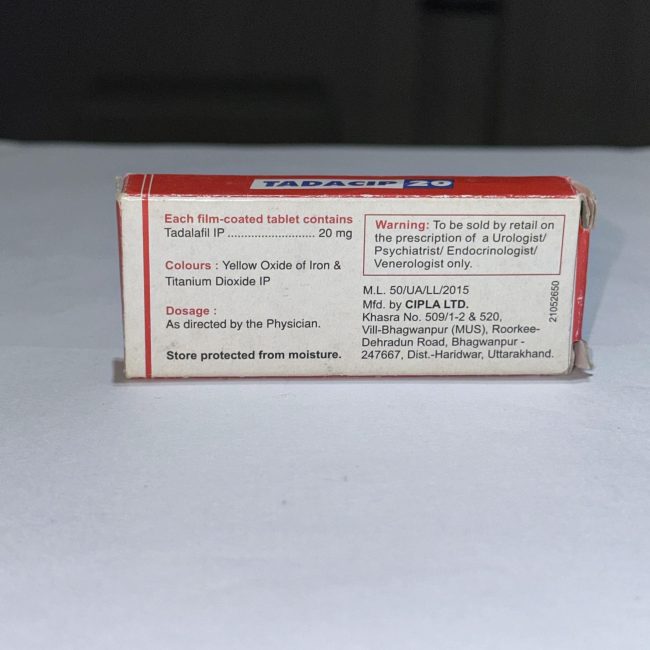 TADACIP 20
Each film-coated tablet contains
Tadalafil IP .......................... 20 mg
Colours : Yellow Oxide of Iron &
Titanium Dioxide IP
Dosage :
As directed by the Physician.
Store protected from moisture.
Warning: To be sold by retail on
the prescription of a Urologist/
Psychiatrist/ Endocrinologist/
Venerologist only.
M.L. 50/UA/LL/2015
Mfd. by CIPLA LTD.
Khasra No. 509/1-2 & 520,
Vill-Bhagwanpur (MUS), Roorkee-
Dehradun Road, Bhagwanpur -
247667, Dist.-Haridwar, Uttarakhand.
21052650